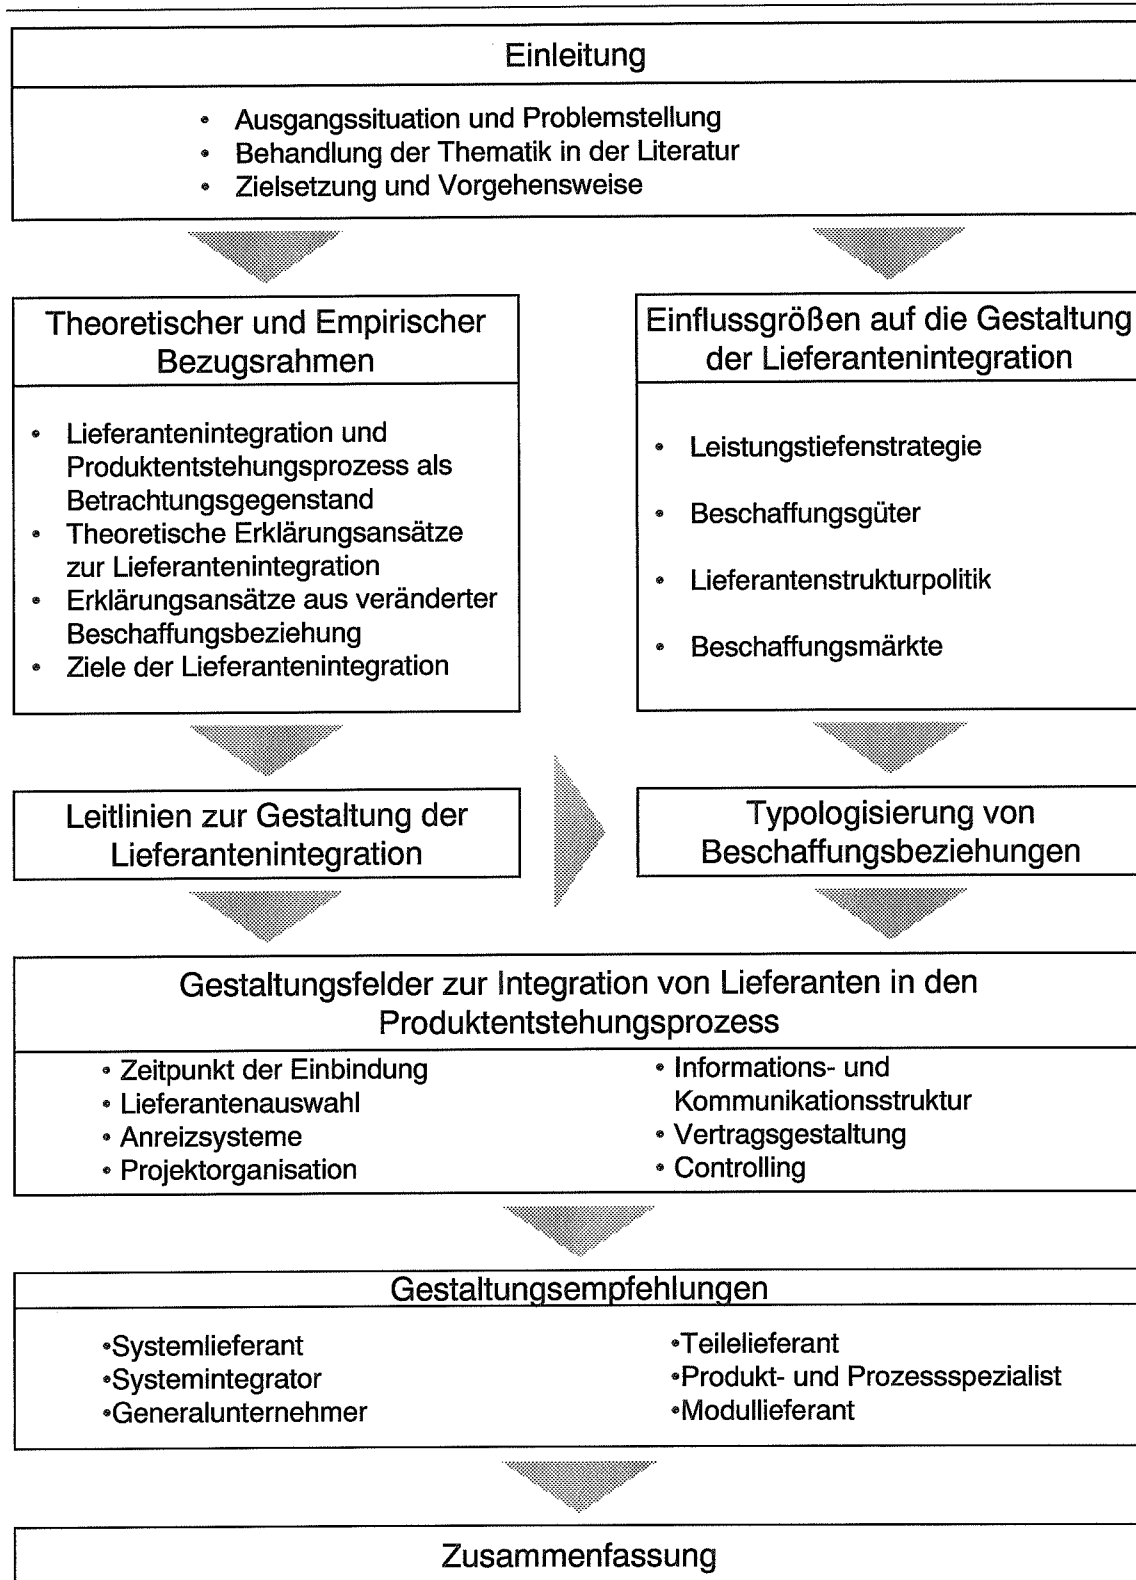 Einleitung
• Ausgangssituation und Problemstellung
• Behandlung der Thematik in der Literatur
• Zielsetzung und Vorgehensweise
Theoretischer und Empirischer
Bezugsrahmen
• Lieferantenintegration und
Produktentstehungsprozess als
Betrachtungsgegenstand
• Theoretische Erklärungsansätze
zur Lieferantenintegration
• Erklärungsansätze aus veränderter
Beschaffungsbeziehung
• Ziele der Lieferantenintegration
Einflussgrößen auf die Gestaltung
der Lieferantenintegration
• Leistungstiefenstrategie
• Beschaffungsgüter
• Lieferantenstrukturpolitik
• Beschaffungsmärkte
Leitlinien zur Gestaltung der
Lieferantenintegration
Typologisierung von
Beschaffungsbeziehungen
Gestaltungsfelder zur Integration von Lieferanten in den
Produktentstehungsprozess
• Zeitpunkt der Einbindung
• Lieferantenauswahl
• Anreizsysteme
• Projektorganisation
• Informations- und
Kommunikationsstruktur
• Vertragsgestaltung
• Controlling
Gestaltungsempfehlungen
•Systemlieferant
•Systemintegrator
•Generalunternehmer
•Teilelieferant
•Produkt- und Prozessspezialist
•Modullieferant
Zusammenfassung